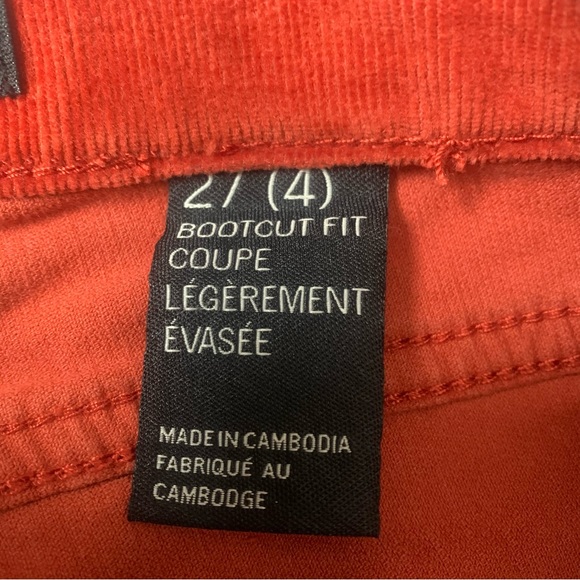 27 (4)
BOOTCUT FIT
COUPE
LÉGÈREMENT
ÉVASÉE
MADE IN CAMBODIA
FABRIQUÉ AU
CAMBODGE